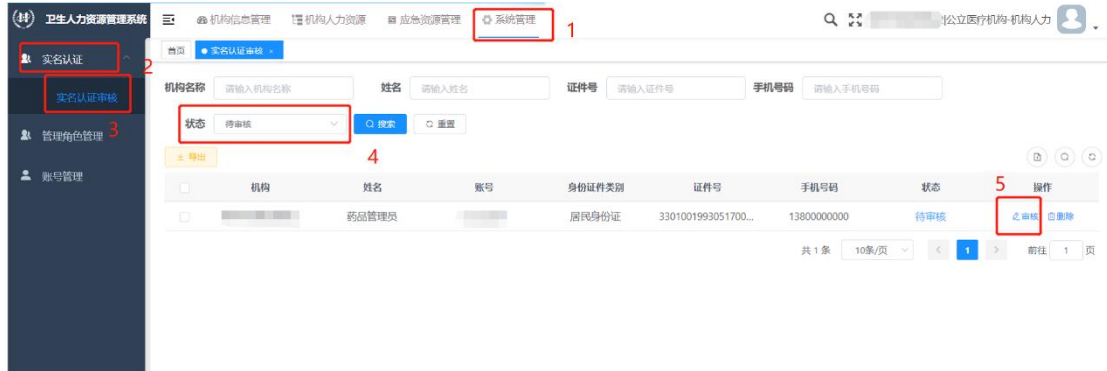 卫生人力资源管理系统 机构信息管理 机构人力资源 应急资源管理 系统管理 1 公立医疗机构-机构人力
实名认证 2 首页 实名认证审核 ×
机构名称 请输入机构名称 姓名 请输入姓名 证件号 请输入证件号 手机号码 请输入手机号码
实名认证审核 3
状态 待审核 搜索 重置
管理角色管理
导出 4
账号管理
机构 姓名 账号 身份证件类别 证件号 手机号码 状态 5 操作
药品管理员 居民身份证 3301001993051700... 13800000000 待审核 审核 删除
共 1 条 10条/页 < 1 > 前往 1 页